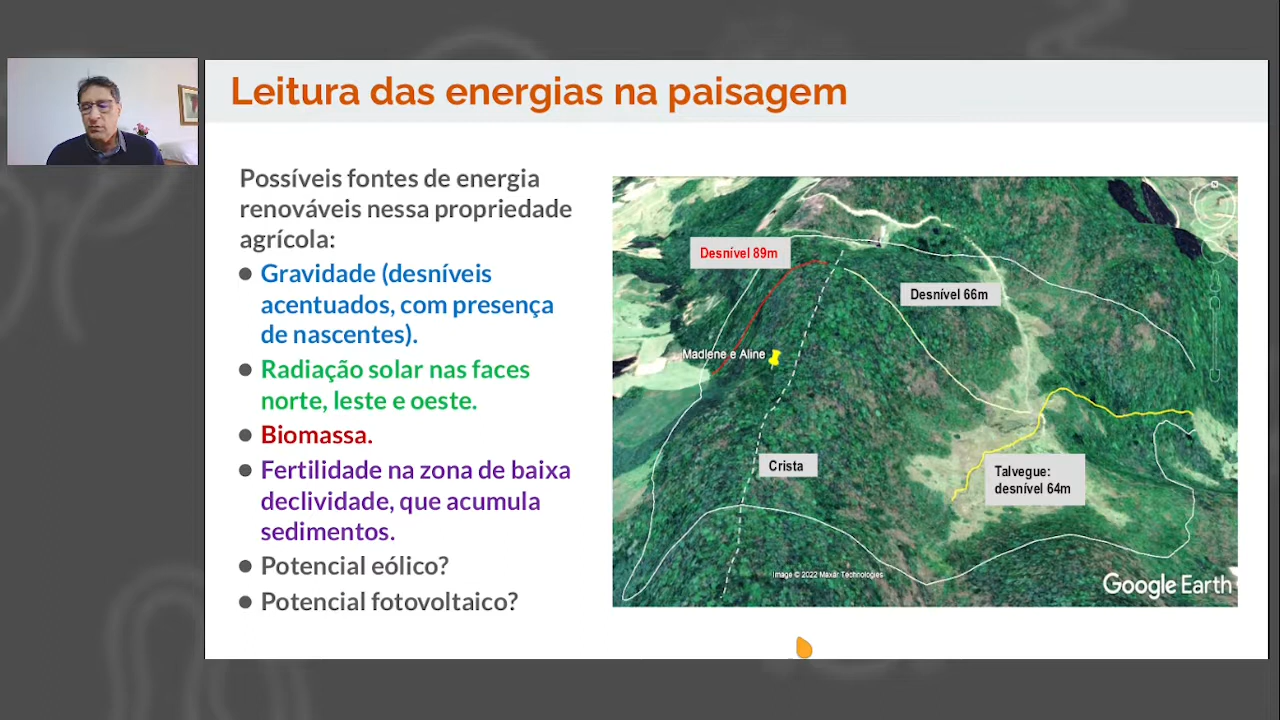 Leitura das energias na paisagem
Possíveis fontes de energia
renováveis nessa propriedade
agrícola:
● Gravidade (desníveis
acentuados, com presença
de nascentes).
● Radiação solar nas faces
norte, leste e oeste.
● Biomassa.
● Fertilidade na zona de baixa
declividade, que acumula
sedimentos.
● Potencial eólico?
● Potencial fotovoltaico?
Desnível 89m
Desnível 66m
Madlene e Aline
Crista
Talvegue:
desnível 64m
Image © 2022 Maxar Technologies
Google Earth
N